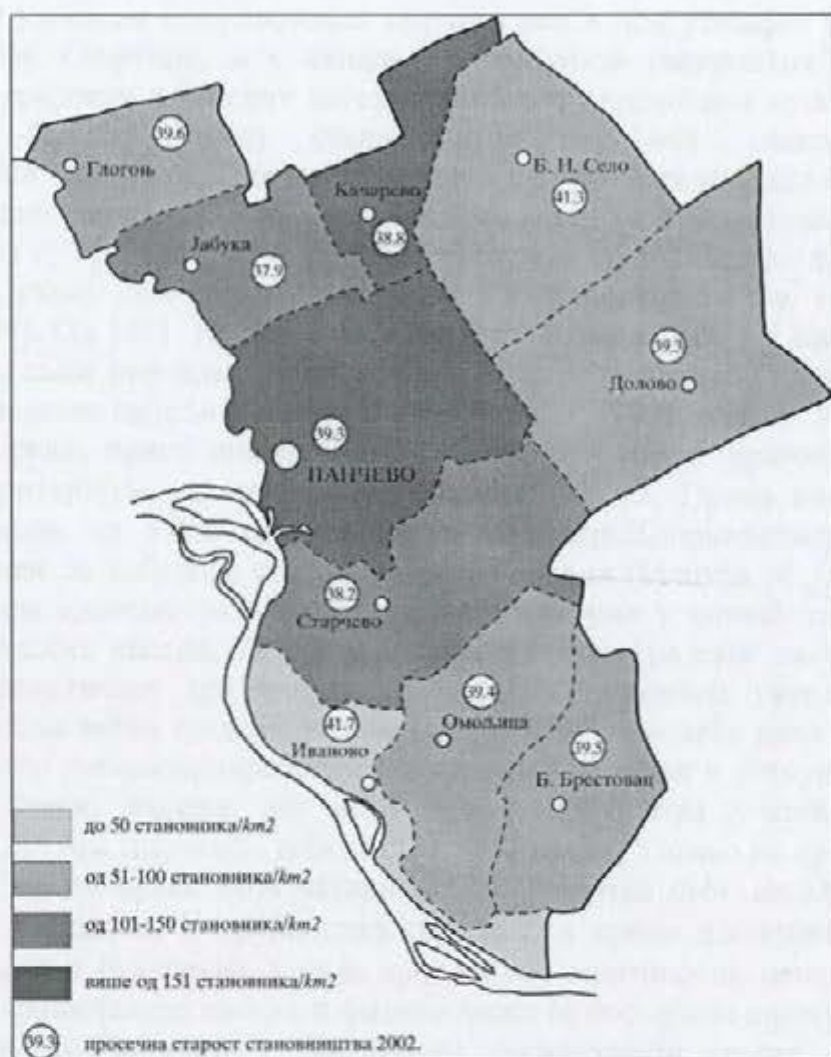 39.6
Глогоњ
Б. Н. Село
41.3
Качарево
38.8
Јабука
37.9
39.3
Долово
39.3
ПАНЧЕВО
38.2
Старчево
39.4
Омољица
41.7
Иваново
39.5
Б. Брестовац
до 50 становника/km2
од 51-100 становника/km2
од 101-150 становника/km2
више од 151 становника/km2
39.3 просечна старост становништва 2002.